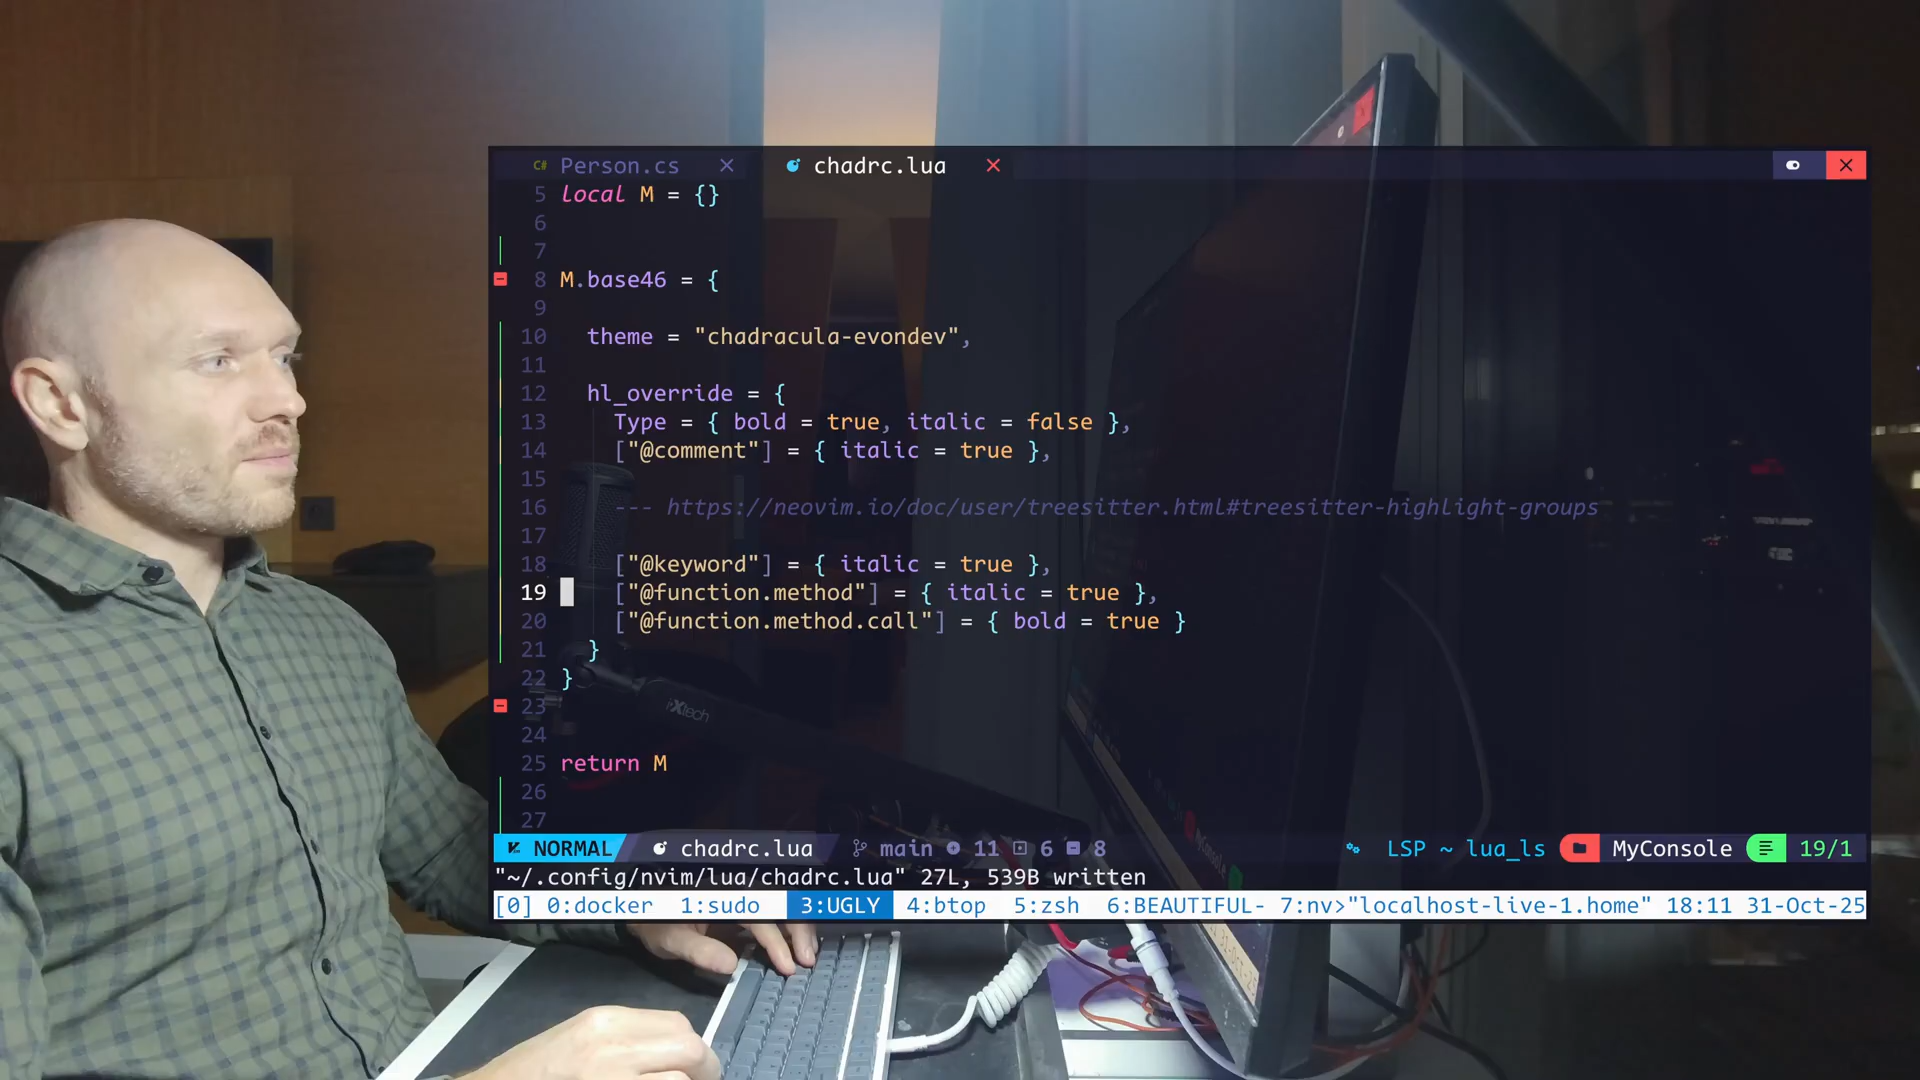 C# Person.cs × chadrc.lua ×
5 local M = {}
6
7
8 M.base46 = {
9
10 theme = "chadracula-evondev",
11
12 hl_override = {
13 Type = { bold = true, italic = false },
14 ["@comment"] = { italic = true },
15
16 --- https://neovim.io/doc/user/treesitter.html#treesitter-highlight-groups
17
18 ["@keyword"] = { italic = true },
19 ["@function.method"] = { italic = true },
20 ["@function.method.call"] = { bold = true }
21 }
22 }
23
24
25 return M
26
27
NORMAL chadrc.lua main 11 6 8 LSP ~ lua_ls MyConsole 19/1
"~/.config/nvim/lua/chadrc.lua" 27L, 539B written
[0] 0:docker 1:sudo 3:UGLY 4:btop 5:zsh 6:BEAUTIFUL- 7:nv>"localhost-live-1.home" 18:11 31-Oct-25